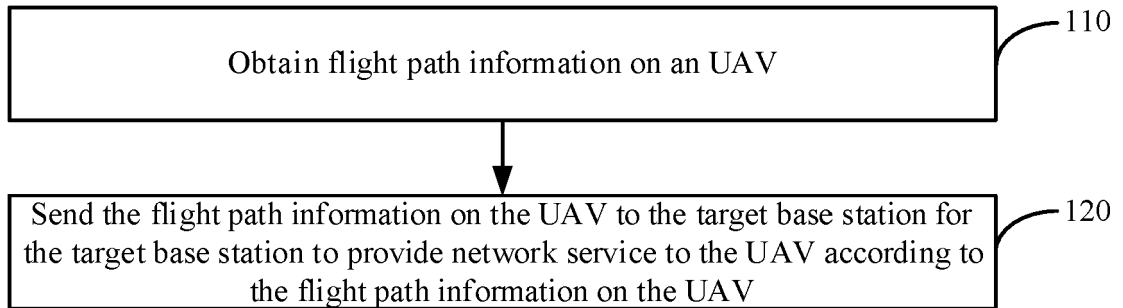 Obtain flight path information on an UAV
110
Send the flight path information on the UAV to the target base station for
the target base station to provide network service to the UAV according to
the flight path information on the UAV
120